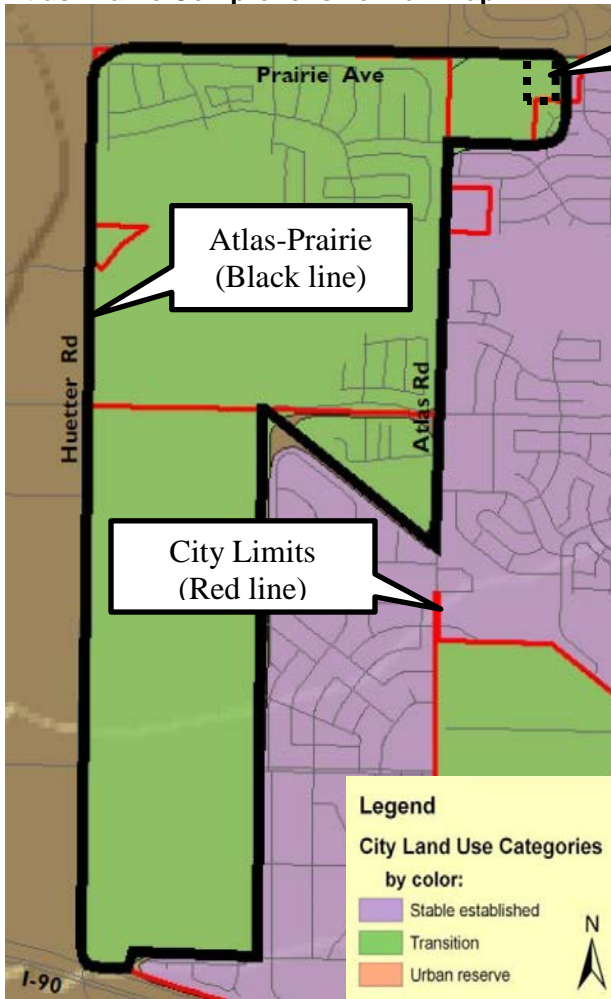 Prairie Ave
Atlas-Prairie
(Black line)
Huetter Rd
Atlas Rd
City Limits
(Red line)
Legend
City Land Use Categories
by color:
Stable established
Transition
Urban reserve
N
I-90